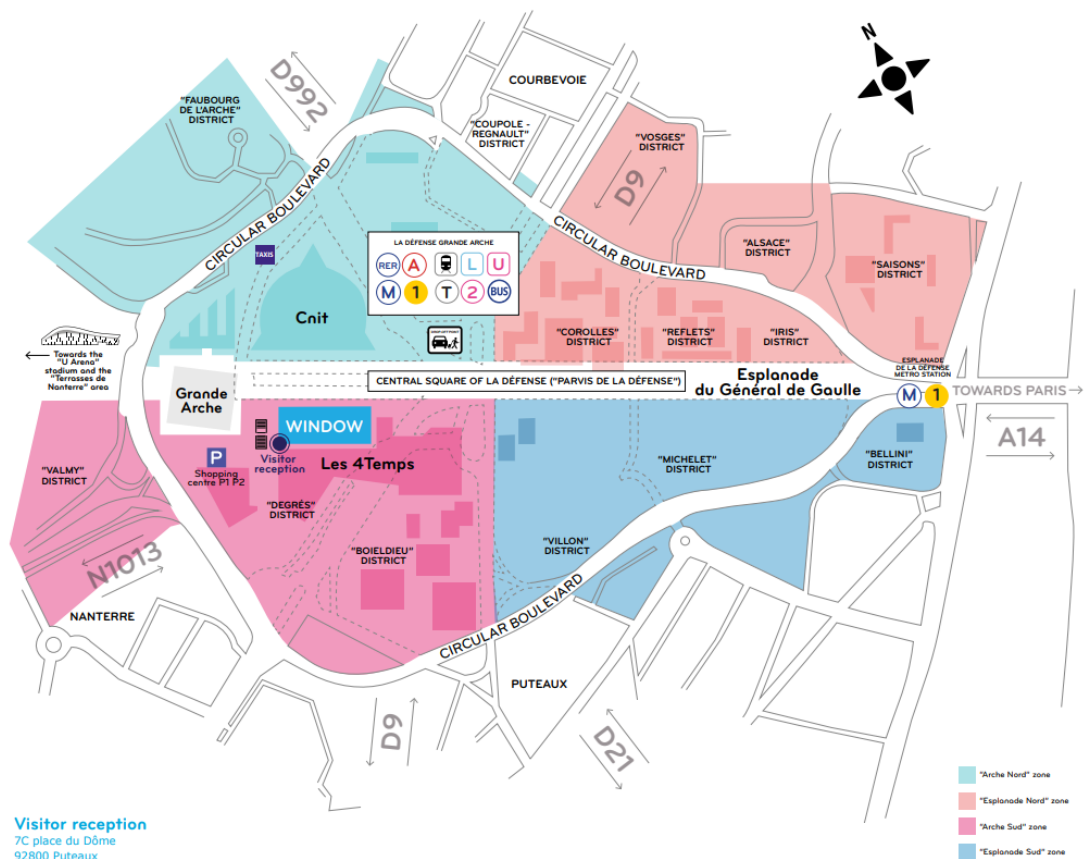 N
COURBEVOIE
D992
"FAUBOURG
DE L'ARCHE"
DISTRICT
"COUPOLE -
REGNAULT"
DISTRICT
"VOSGES"
DISTRICT
D9
CIRCULAR BOULEVARD
CIRCULAR BOULEVARD
"ALSACE"
DISTRICT
"SAISONS"
DISTRICT
TAXIS
LA DÉFENSE GRANDE ARCHE
RER A L U
M 1 T 2 BUS
Cnit
"COROLLES"
DISTRICT
"REFLETS"
DISTRICT
"IRIS"
DISTRICT
Towards the
"U Arena"
stadium and the
"Terrasses de
Nanterre" area
ESPLANADE
DE LA DÉFENSE
METRO STATION
M 1
TOWARDS PARIS
CENTRAL SQUARE OF LA DÉFENSE ("PARVIS DE LA DÉFENSE")
Esplanade
du Général de Gaulle
Grande
Arche
A14
WINDOW
P
Shopping
centre P1 P2
Visitor
reception
Les 4Temps
"VALMY"
DISTRICT
"DEGRÉS"
DISTRICT
"MICHELET"
DISTRICT
"BELLINI"
DISTRICT
"BOIELDIEU"
DISTRICT
"VILLON"
DISTRICT
N1013
NANTERRE
CIRCULAR BOULEVARD
PUTEAUX
D9
D21
"Arche Nord" zone
"Esplanade Nord" zone
"Arche Sud" zone
"Esplanade Sud" zone
Visitor reception
7C place du Dôme
92800 Puteaux